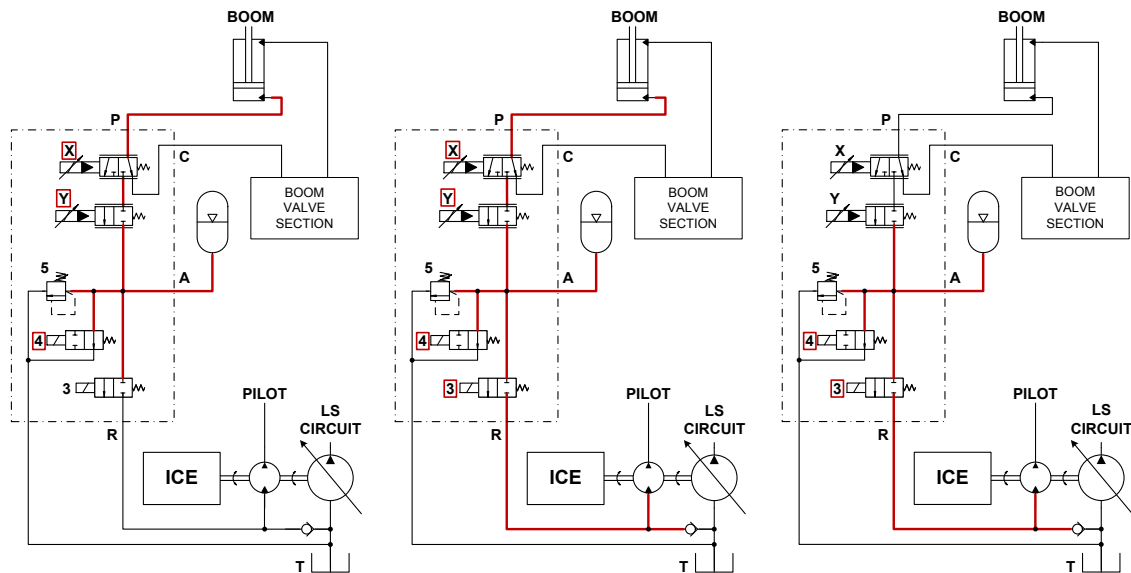 BOOM
P
X
C
Y
BOOM
VALVE
SECTION
5
A
4
3
PILOT
LS
CIRCUIT
R
ICE
T
BOOM
P
X
C
Y
BOOM
VALVE
SECTION
5
A
4
3
PILOT
LS
CIRCUIT
R
ICE
T
BOOM
P
X
C
Y
BOOM
VALVE
SECTION
5
A
4
3
PILOT
LS
CIRCUIT
R
ICE
T